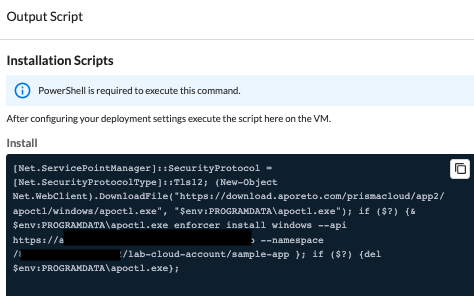 Output Script
Installation Scripts
PowerShell is required to execute this command.
After configuring your deployment settings execute the script here on the VM.
Install
[Net.ServicePointManager]::SecurityProtocol =
[Net.SecurityProtocolType]::Tls12; (New-Object
Net.WebClient).DownloadFile("https://download.aporeto.com/prismacloud/app2/
apoctl/windows/apoctl.exe", "$env:PROGRAMDATA\apoctl.exe"); if ($?) {&
$env:PROGRAMDATA\apoctl.exe enforcer install windows --api
https://a --namespace
/lab-cloud-account/sample-app }; if ($?) {del
$env:PROGRAMDATA\apoctl.exe};